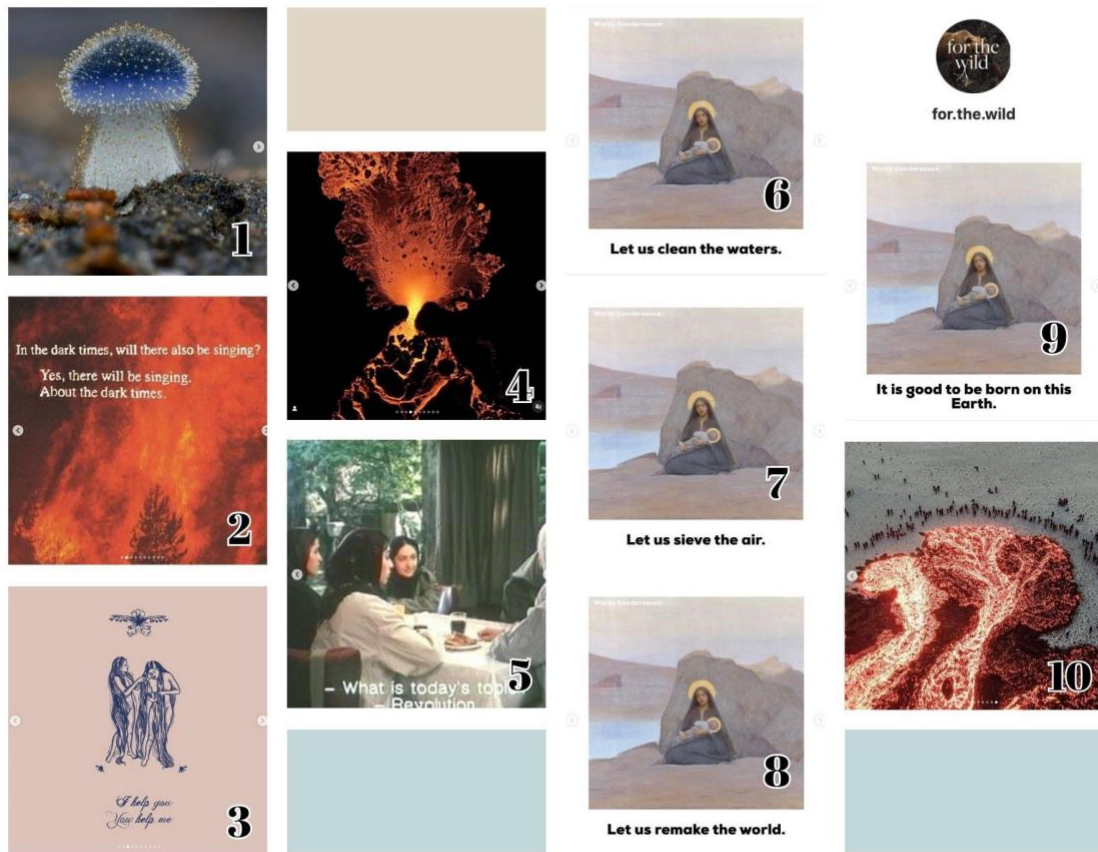 1
In the dark times, will there also be singing?
Yes, there will be singing.
About the dark times.
2
I help you
You help me
3
4
– What is today's topic
– Revolution
5
6
Let us clean the waters.
7
Let us sieve the air.
8
Let us remake the world.
for the
wild
for.the.wild
9
It is good to be born on this
Earth.
10